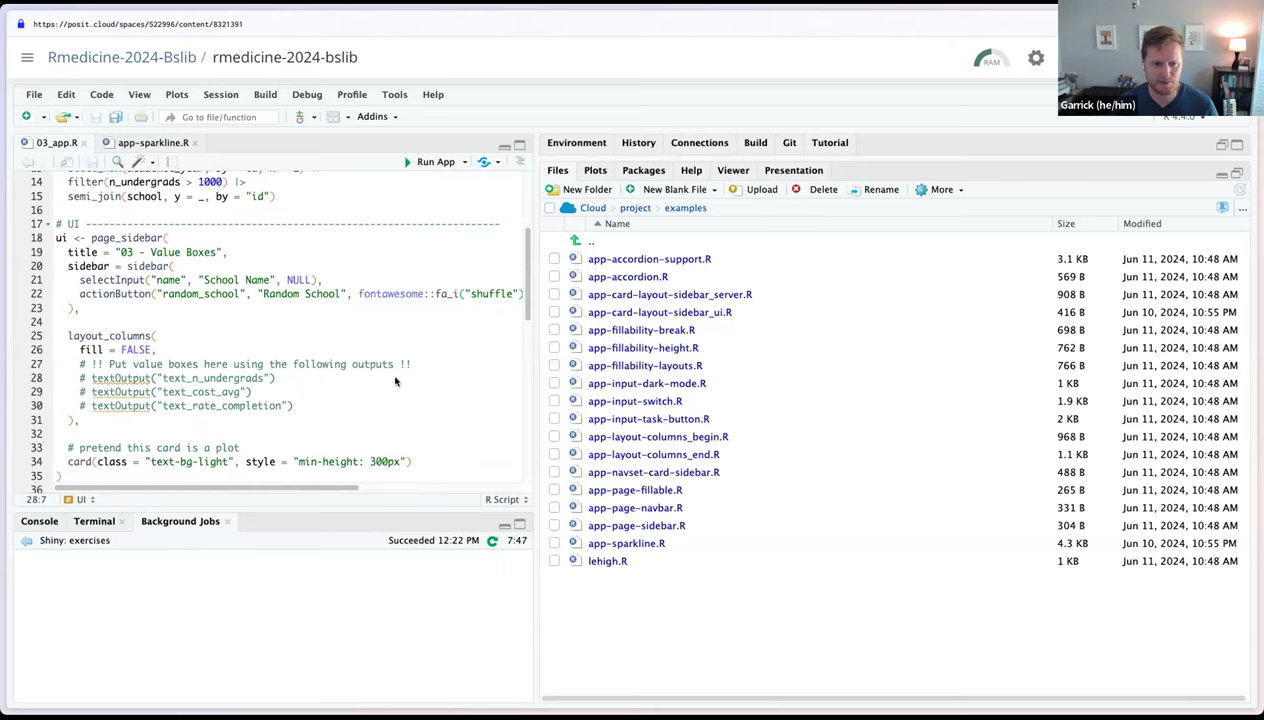 https://posit.cloud/spaces/522996/content/8321391
Rmedicine-2024-Bslib / rmedicine-2024-bslib
RAM
Garrick (he/him)
File Edit Code View Plots Session Build Debug Profile Tools Help
Go to file/function Addins
R 4.4.0
03_app.R app-sparkline.R
Run App
14 filter(n_undergrads > 1000) |>
15 semi_join(school, y = _, by = "id")
16
17 # UI ----------------------------------------------------------------------
18 ui <- page_sidebar(
19 title = "03 - Value Boxes",
20 sidebar = sidebar(
21 selectInput("name", "School Name", NULL),
22 actionButton("random_school", "Random School", fontawesome::fa_i("shuffle")
23 ),
24
25 layout_columns(
26 fill = FALSE,
27 # !! Put value boxes here using the following outputs !!
28 # textOutput("text_n_undergrads")
29 # textOutput("text_cost_avg")
30 # textOutput("text_rate_completion")
31 ),
32
33 # pretend this card is a plot
34 card(class = "text-bg-light", style = "min-height: 300px")
35 )
36
28:7 UI R Script
Console Terminal Background Jobs
Shiny: exercises Succeeded 12:22 PM 7:47
Environment History Connections Build Git Tutorial
Files Plots Packages Help Viewer Presentation
New Folder New Blank File Upload Delete Rename More
Cloud project examples ...
Name Size Modified
..
app-accordion-support.R 3.1 KB Jun 11, 2024, 10:48 AM
app-accordion.R 569 B Jun 11, 2024, 10:48 AM
app-card-layout-sidebar_server.R 908 B Jun 11, 2024, 10:48 AM
app-card-layout-sidebar_ui.R 416 B Jun 10, 2024, 10:55 PM
app-fillability-break.R 698 B Jun 11, 2024, 10:48 AM
app-fillability-height.R 762 B Jun 11, 2024, 10:48 AM
app-fillability-layouts.R 766 B Jun 11, 2024, 10:48 AM
app-input-dark-mode.R 1 KB Jun 11, 2024, 10:48 AM
app-input-switch.R 1.9 KB Jun 11, 2024, 10:48 AM
app-input-task-button.R 2 KB Jun 11, 2024, 10:48 AM
app-layout-columns_begin.R 968 B Jun 11, 2024, 10:48 AM
app-layout-columns_end.R 1.1 KB Jun 11, 2024, 10:48 AM
app-navset-card-sidebar.R 488 B Jun 11, 2024, 10:48 AM
app-page-fillable.R 265 B Jun 11, 2024, 10:48 AM
app-page-navbar.R 331 B Jun 11, 2024, 10:48 AM
app-page-sidebar.R 304 B Jun 11, 2024, 10:48 AM
app-sparkline.R 4.3 KB Jun 10, 2024, 10:55 PM
lehigh.R 1 KB Jun 11, 2024, 10:48 AM